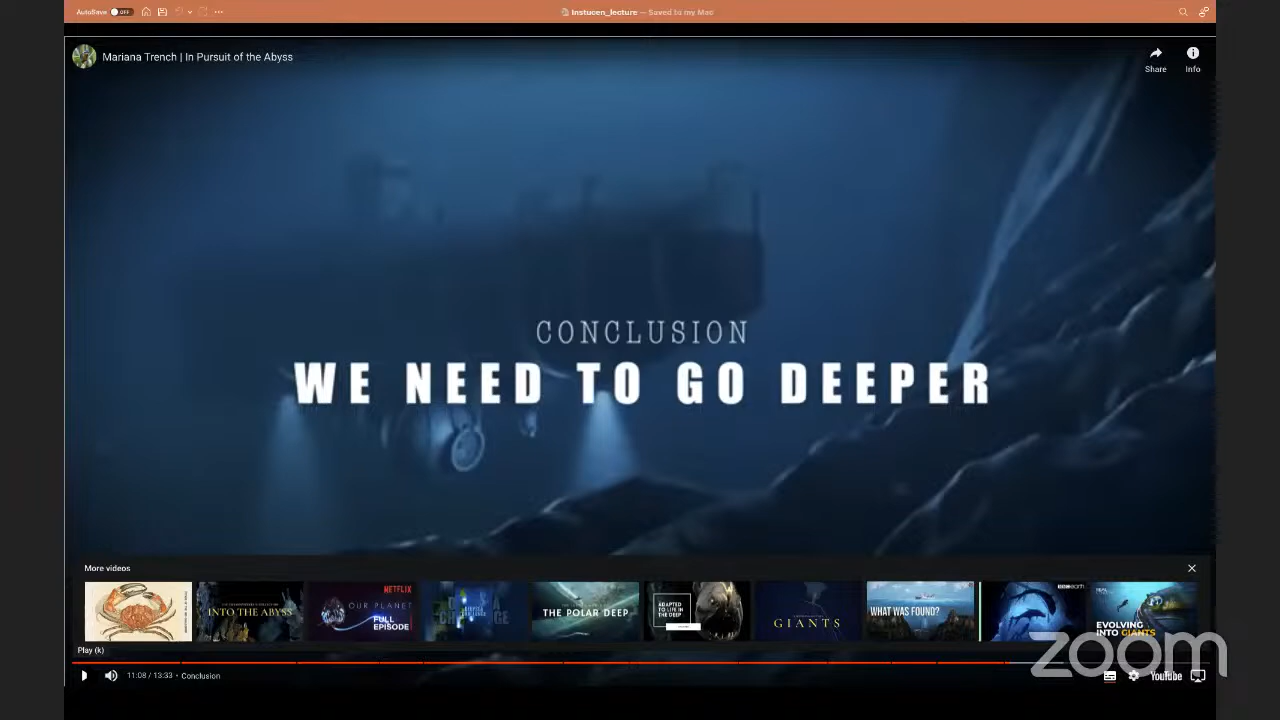 AutoSave OFF
Instucen_lecture — Saved to my Mac
Mariana Trench | In Pursuit of the Abyss
Share
Info
CONCLUSION
WE NEED TO GO DEEPER
More videos
INTO THE ABYSS
NETFLIX
OUR PLANET
FULL
EPISODE
THE POLAR DEEP
ADAPTED
TO LIFE IN
THE DEEP
GIANTS
WHAT WAS FOUND?
BBC earth
EVOLVING
INTO GIANTS
Play (k)
11:08 / 13:33 • Conclusion
YouTube
zoom